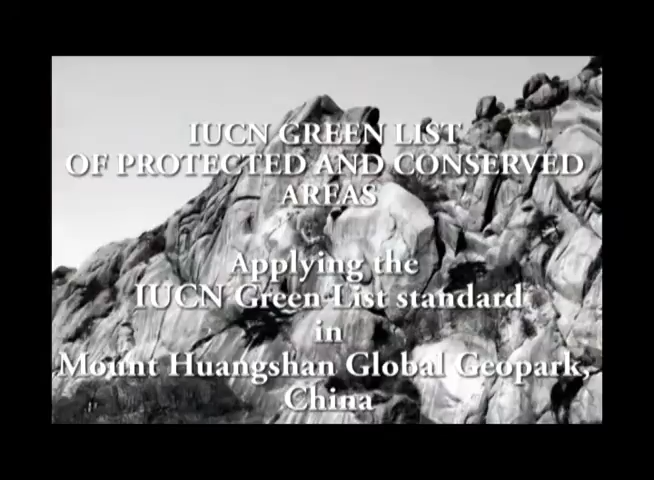 IUCN GREEN LIST
OF PROTECTED AND CONSERVED
AREAS
Applying the
IUCN Green List standard
in
Mount Huangshan Global Geopark,
China